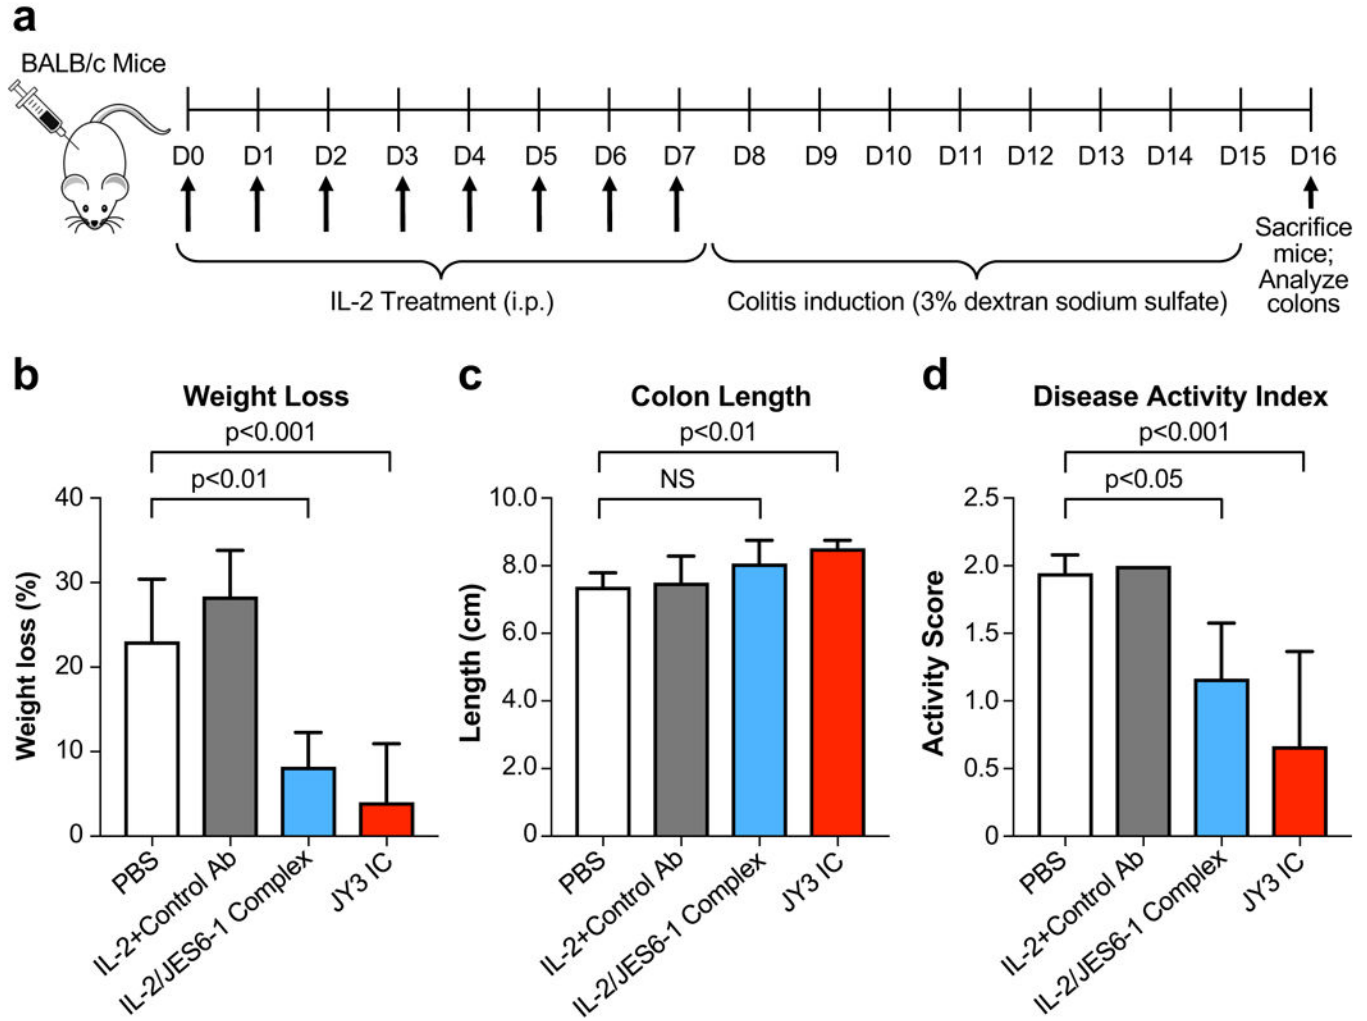 a
BALB/c Mice
D0 D1 D2 D3 D4 D5 D6 D7 D8 D9 D10 D11 D12 D13 D14 D15 D16
IL-2 Treatment (i.p.)
Colitis induction (3% dextran sodium sulfate)
Sacrifice
mice;
Analyze
colons
b
Weight Loss
p<0.001
p<0.01
Weight loss (%)
40
30
20
10
0
PBS
IL-2+Control Ab
IL-2/JES6-1 Complex
JY3 IC
c
Colon Length
p<0.01
NS
Length (cm)
10.0
8.0
6.0
4.0
2.0
0
PBS
IL-2+Control Ab
IL-2/JES6-1 Complex
JY3 IC
d
Disease Activity Index
p<0.001
p<0.05
Activity Score
2.5
2.0
1.5
1.0
0.5
0
PBS
IL-2+Control Ab
IL-2/JES6-1 Complex
JY3 IC